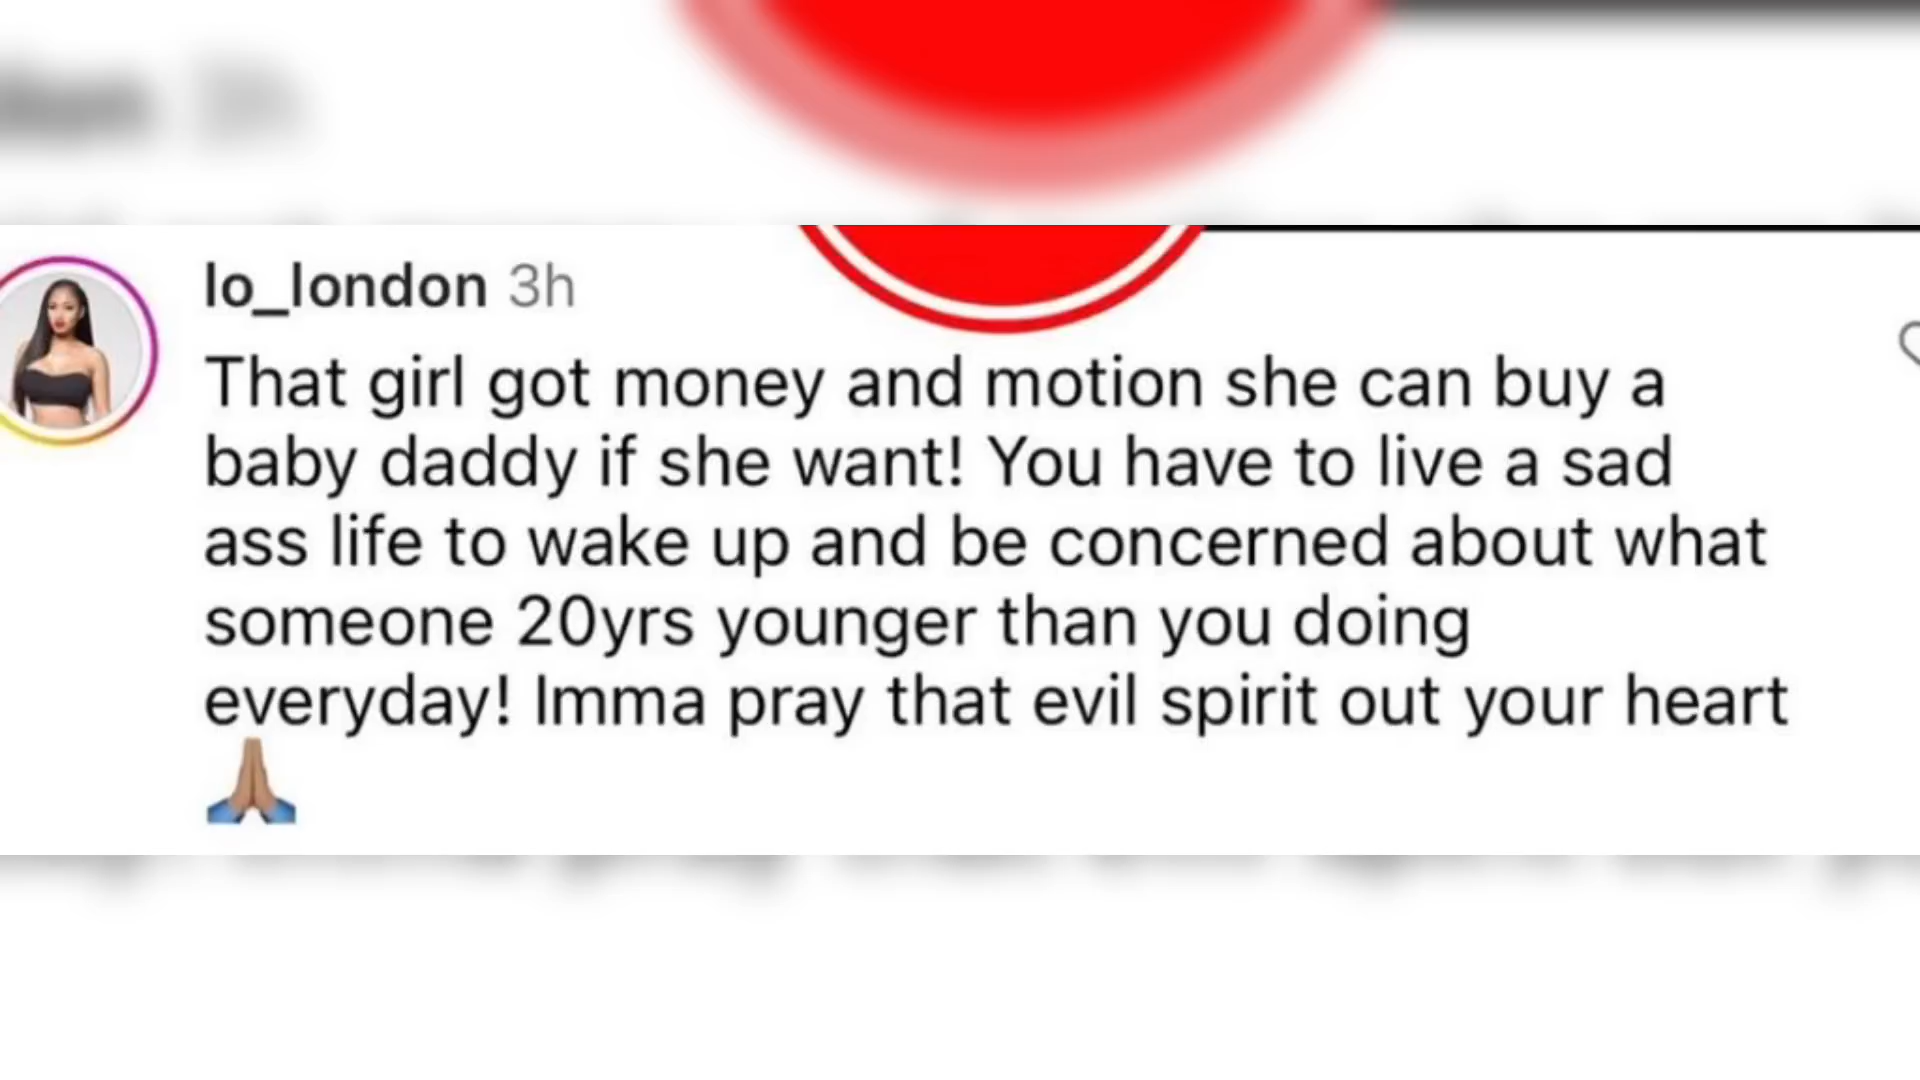 lo_london 3h
That girl got money and motion she can buy a
baby daddy if she want! You have to live a sad
ass life to wake up and be concerned about what
someone 20yrs younger than you doing
everyday! Imma pray that evil spirit out your heart
🙏🏽